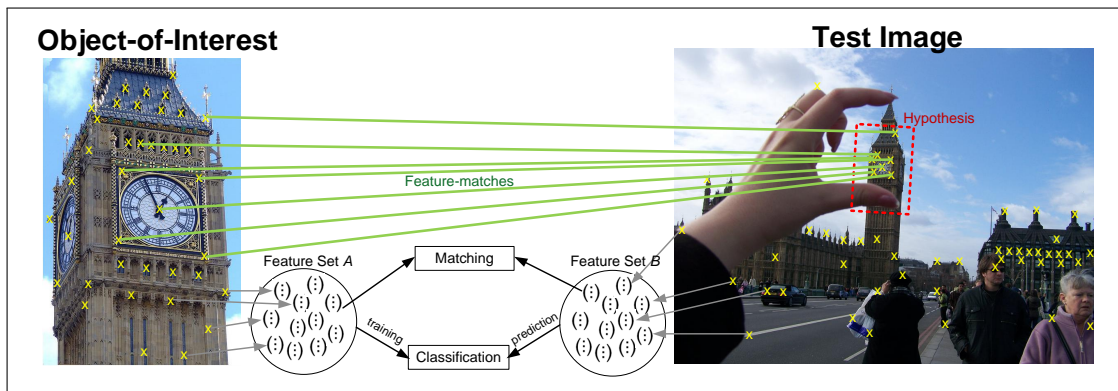 Object-of-Interest
Test Image
Hypothesis
Feature-matches
Feature Set A
Matching
Feature Set B
training
prediction
Classification